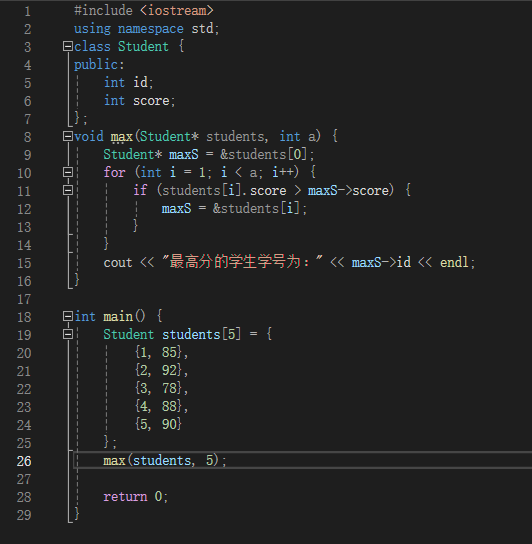 1 #include <iostream>
2 using namespace std;
3 class Student {
4 public:
5     int id;
6     int score;
7 };
8 void max(Student* students, int a) {
9     Student* maxS = &students[0];
10     for (int i = 1; i < a; i++) {
11         if (students[i].score > maxS->score) {
12             maxS = &students[i];
13         }
14     }
15     cout << "最高分的学生学号为：" << maxS->id << endl;
16 }
17
18 int main() {
19     Student students[5] = {
20         {1, 85},
21         {2, 92},
22         {3, 78},
23         {4, 88},
24         {5, 90}
25     };
26     max(students, 5);
27
28     return 0;
29 }